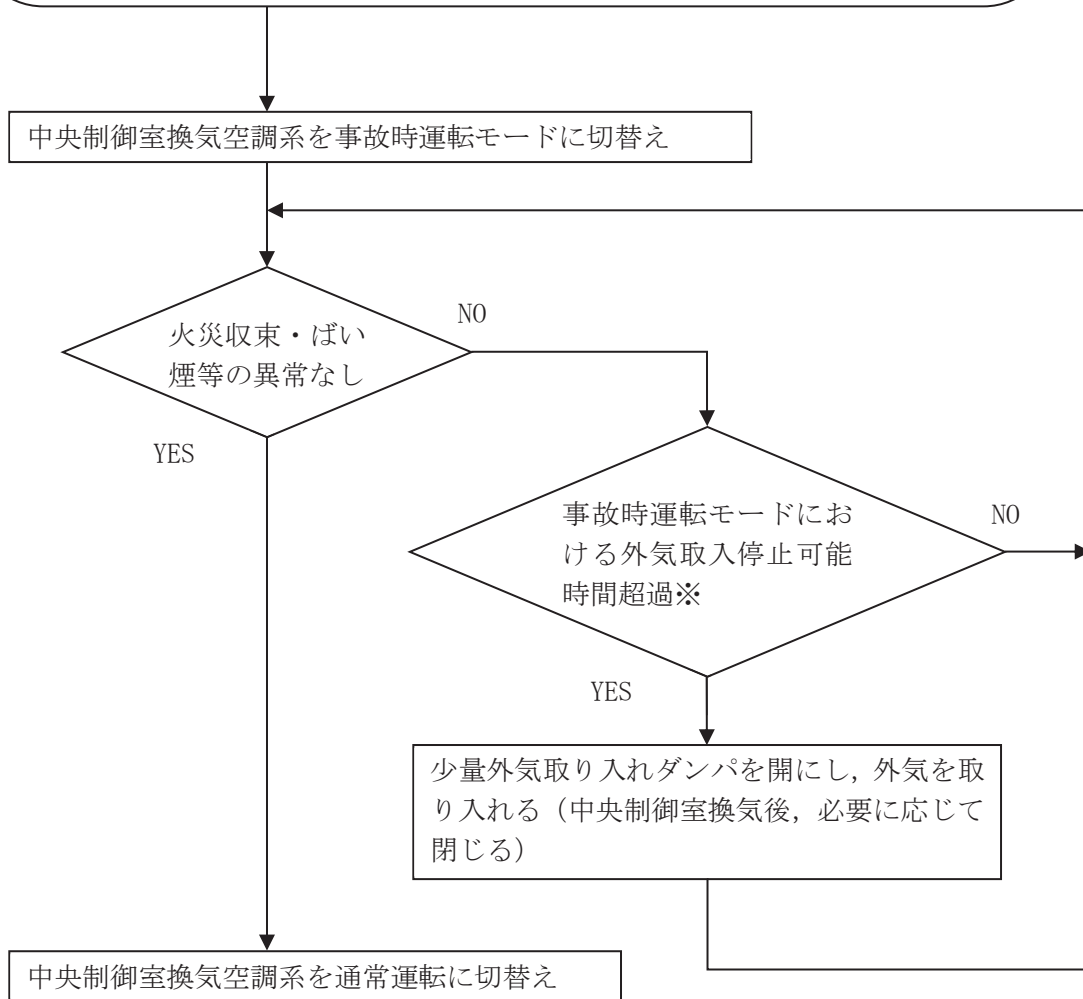 中央制御室換気空調系を事故時運転モードに切替え
火災収束・ばい
煙等の異常なし
NO
YES
事故時運転モードにお
ける外気取入停止可能
時間超過※
NO
YES
少量外気取り入れダンパを開にし，外気を取
り入れる（中央制御室換気後，必要に応じて
閉じる）
中央制御室換気空調系を通常運転に切替え